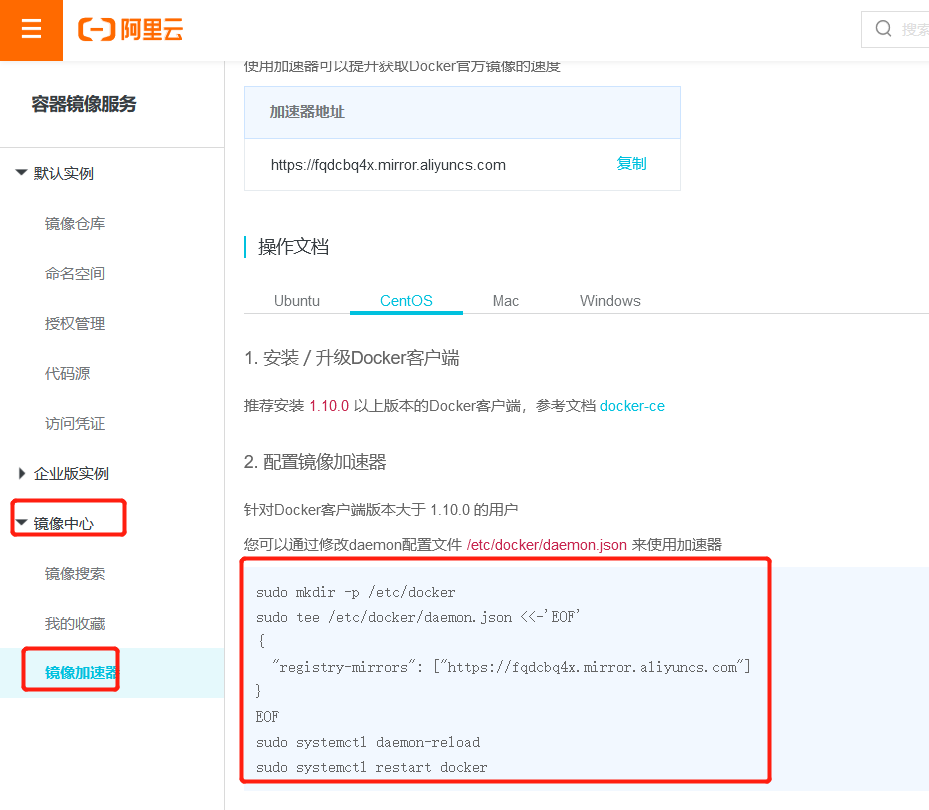 阿里云
搜索
容器镜像服务
默认实例
镜像仓库
命名空间
授权管理
代码源
访问凭证
企业版实例
镜像中心
镜像搜索
我的收藏
镜像加速器
使用加速器可以提升获取Docker官方镜像的速度
加速器地址
https://fqdcbq4x.mirror.aliyuncs.com 复制
操作文档
Ubuntu CentOS Mac Windows
1. 安装 / 升级Docker客户端
推荐安装 1.10.0 以上版本的Docker客户端，参考文档 docker-ce
2. 配置镜像加速器
针对Docker客户端版本大于 1.10.0 的用户
您可以通过修改daemon配置文件 /etc/docker/daemon.json 来使用加速器
sudo mkdir -p /etc/docker
sudo tee /etc/docker/daemon.json <<-'EOF'
{
"registry-mirrors": ["https://fqdcbq4x.mirror.aliyuncs.com"]
}
EOF
sudo systemctl daemon-reload
sudo systemctl restart docker